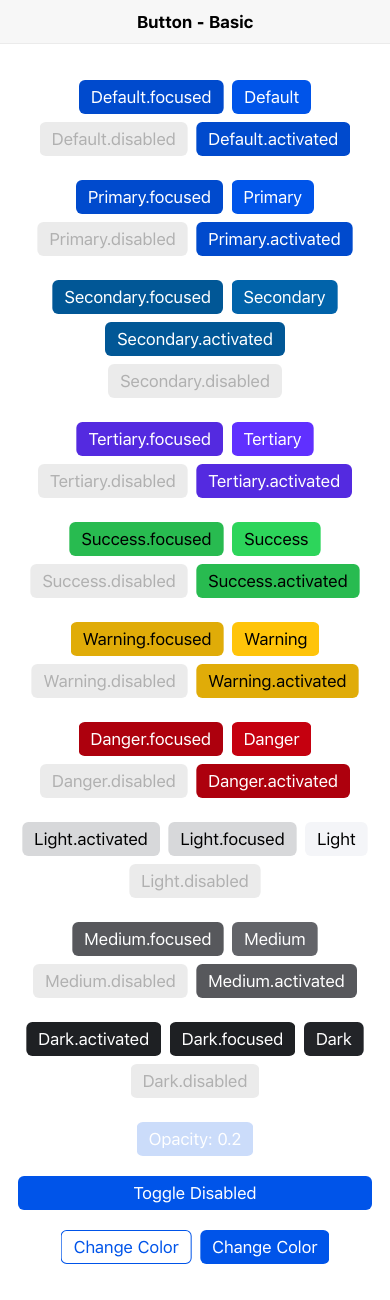 Button - Basic
Default.focused Default
Default.disabled Default.activated
Primary.focused Primary
Primary.disabled Primary.activated
Secondary.focused Secondary
Secondary.activated
Secondary.disabled
Tertiary.focused Tertiary
Tertiary.disabled Tertiary.activated
Success.focused Success
Success.disabled Success.activated
Warning.focused Warning
Warning.disabled Warning.activated
Danger.focused Danger
Danger.disabled Danger.activated
Light.activated Light.focused Light
Light.disabled
Medium.focused Medium
Medium.disabled Medium.activated
Dark.activated Dark.focused Dark
Dark.disabled
Opacity: 0.2
Toggle Disabled
Change Color Change Color